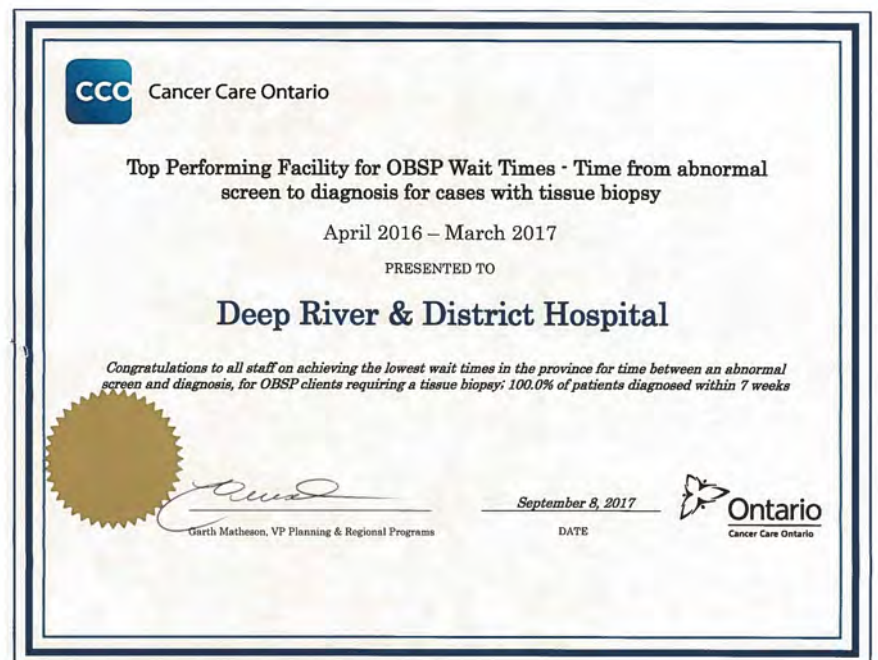 CCO Cancer Care Ontario
Top Performing Facility for OBSP Wait Times - Time from abnormal
screen to diagnosis for cases with tissue biopsy
April 2016 – March 2017
PRESENTED TO
Deep River & District Hospital
Congratulations to all staff on achieving the lowest wait times in the province for time between an abnormal
screen and diagnosis, for OBSP clients requiring a tissue biopsy; 100.0% of patients diagnosed within 7 weeks
September 8, 2017
Garth Matheson, VP Planning & Regional Programs
DATE
Ontario
Cancer Care Ontario